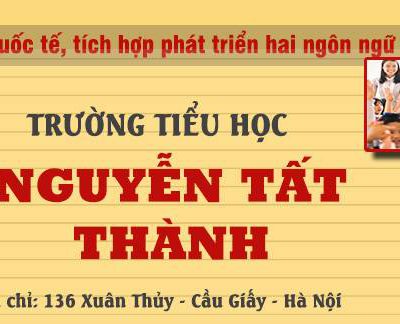 uốc tế, tích hợp phát triển hai ngôn ngữ
TRƯỜNG TIỂU HỌC
NGUYỄN TẤT
THÀNH
chỉ: 136 Xuân Thủy - Cầu Giấy - Hà Nội